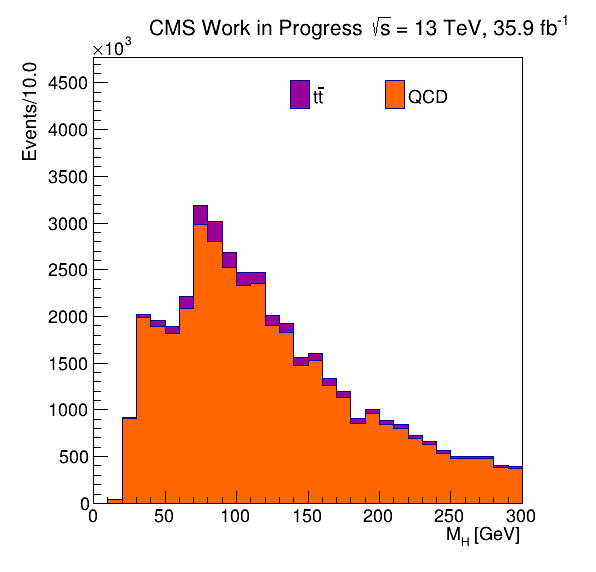 CMS Work in Progress √s = 13 TeV, 35.9 fb⁻¹
×10³
Events/10.0
4500
4000
3500
3000
2500
2000
1500
1000
500
0
tt̄
QCD
0 50 100 150 200 250 300
M_H [GeV]